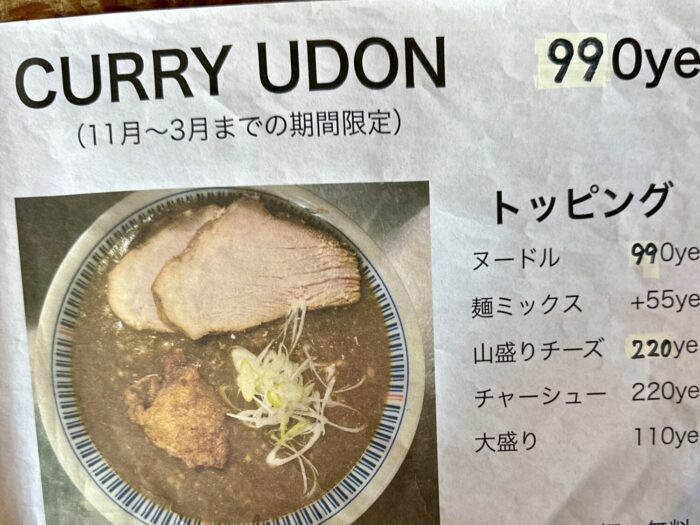 CURRY UDON 990ye
(11月〜3月までの期間限定)
トッピング
ヌードル 990ye
麺ミックス +55ye
山盛りチーズ 220ye
チャーシュー 220ye
大盛り 110ye